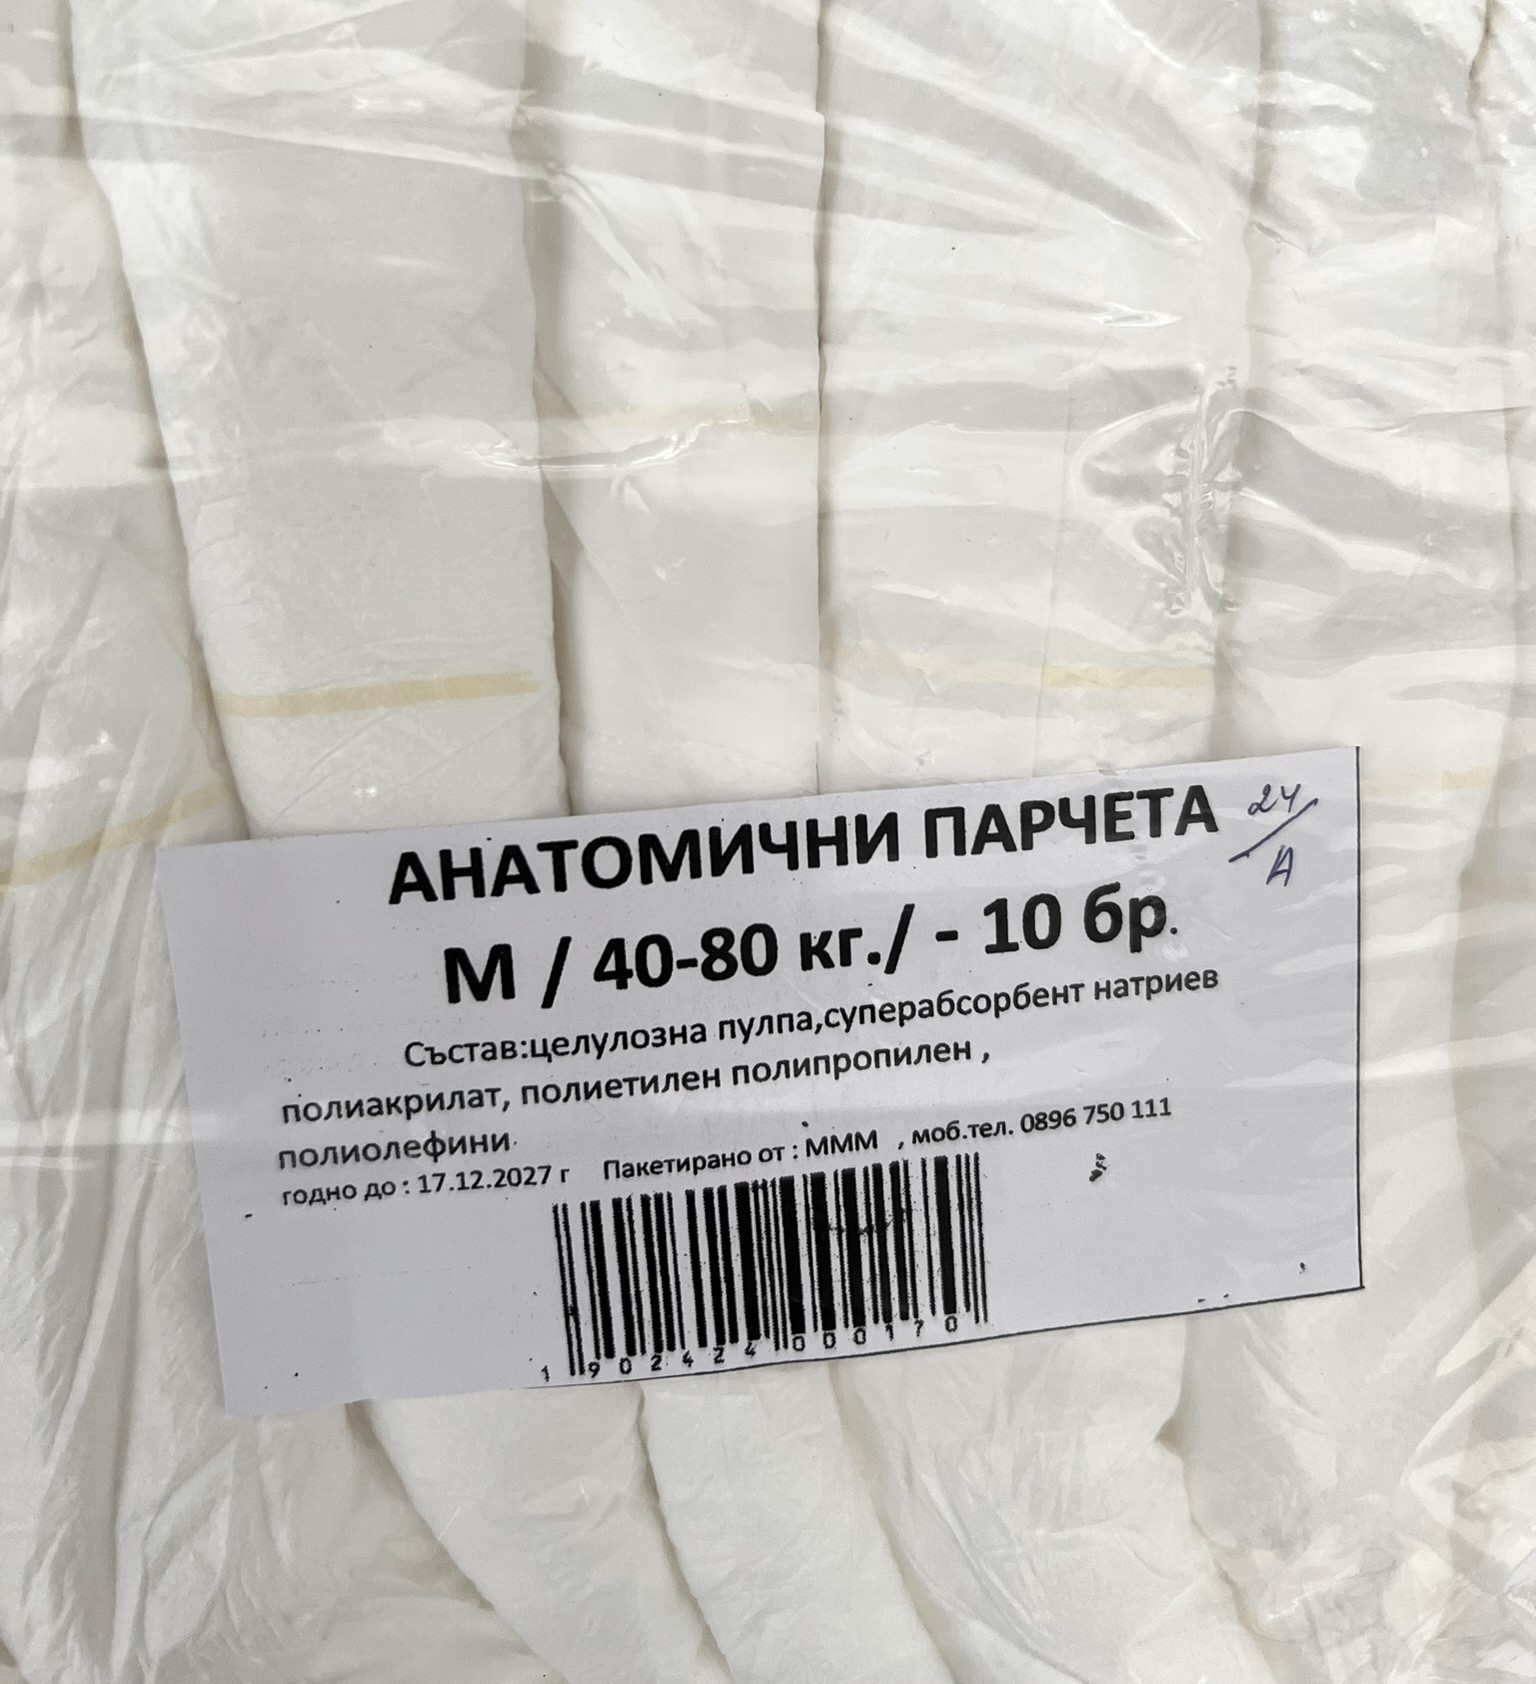 АНАТОМИЧНИ ПАРЧЕТА 24/А
М / 40-80 кг./ - 10 бр.
Състав:целулозна пулпа,суперабсорбент натриев
полиакрилат, полиетилен полипропилен ,
полиолефини.
годно до : 17.12.2027 г Пакетирано от : МММ , моб.тел. 0896 750 111
1 902424 000170